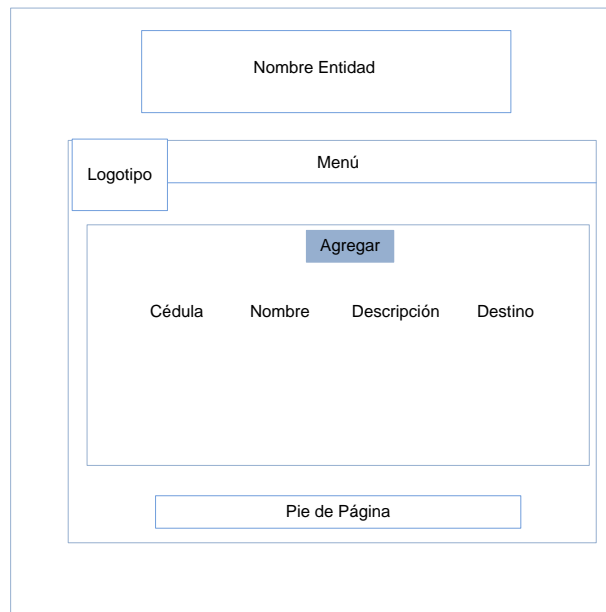 Nombre Entidad
Menú
Logotipo
Agregar
Cédula Nombre Descripción Destino
Pie de Página